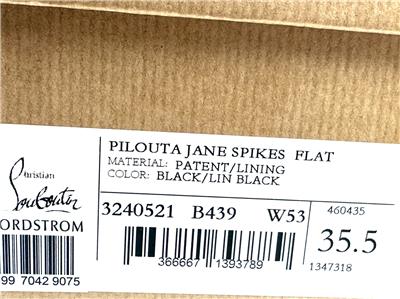 PILOUTA JANE SPIKES FLAT
MATERIAL: PATENT/LINING
COLOR: BLACK/LIN BLACK
Christian
Louboutin
ORDSTROM
99 7042 9075
3240521 B439 W53
366667 1393789
460435
35.5
1347318